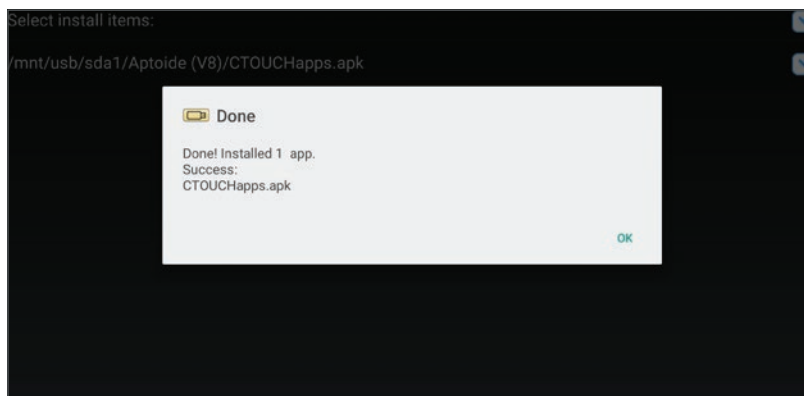 Select install items:
/mnt/usb/sda1/Aptoide (V8)/CTOUCHapps.apk
Done
Done! Installed 1 app.
Success:
CTOUCHapps.apk
OK